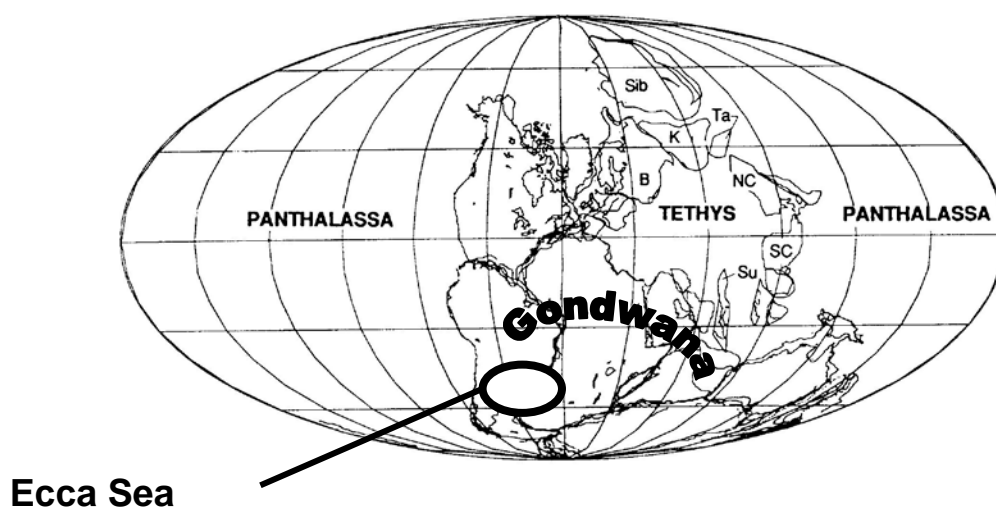 Sib
Ta
K
B
NC
PANTHALASSA
TETHYS
PANTHALASSA
SC
Su
Gondwana
Ecca Sea